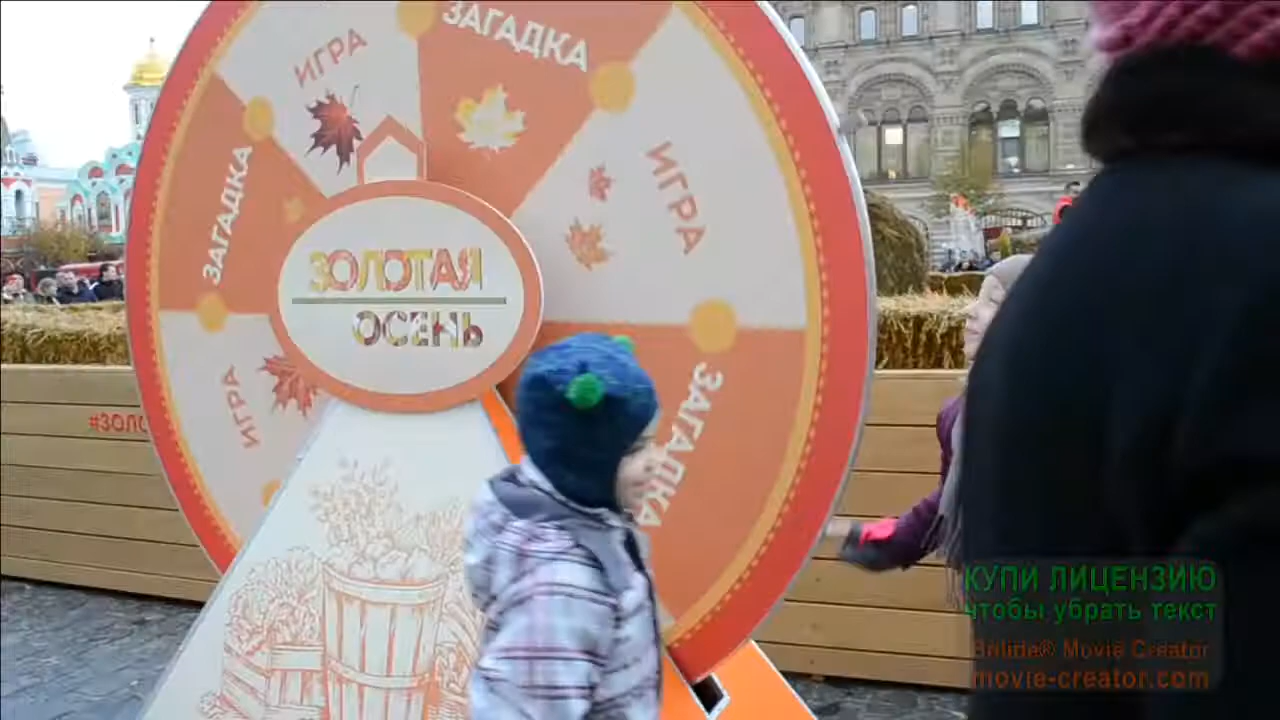 ЗАГАДКА
ИГРА
ИГРА
ЗАГАДКА
ЗОЛОТАЯ
ОСЕНЬ
ИГРА
ЗАГАДКА
#ЗОЛО
КУПИ ЛИЦЕНЗИЮ
чтобы убрать текст
Bolide® Movie Creator
movie-creator.com